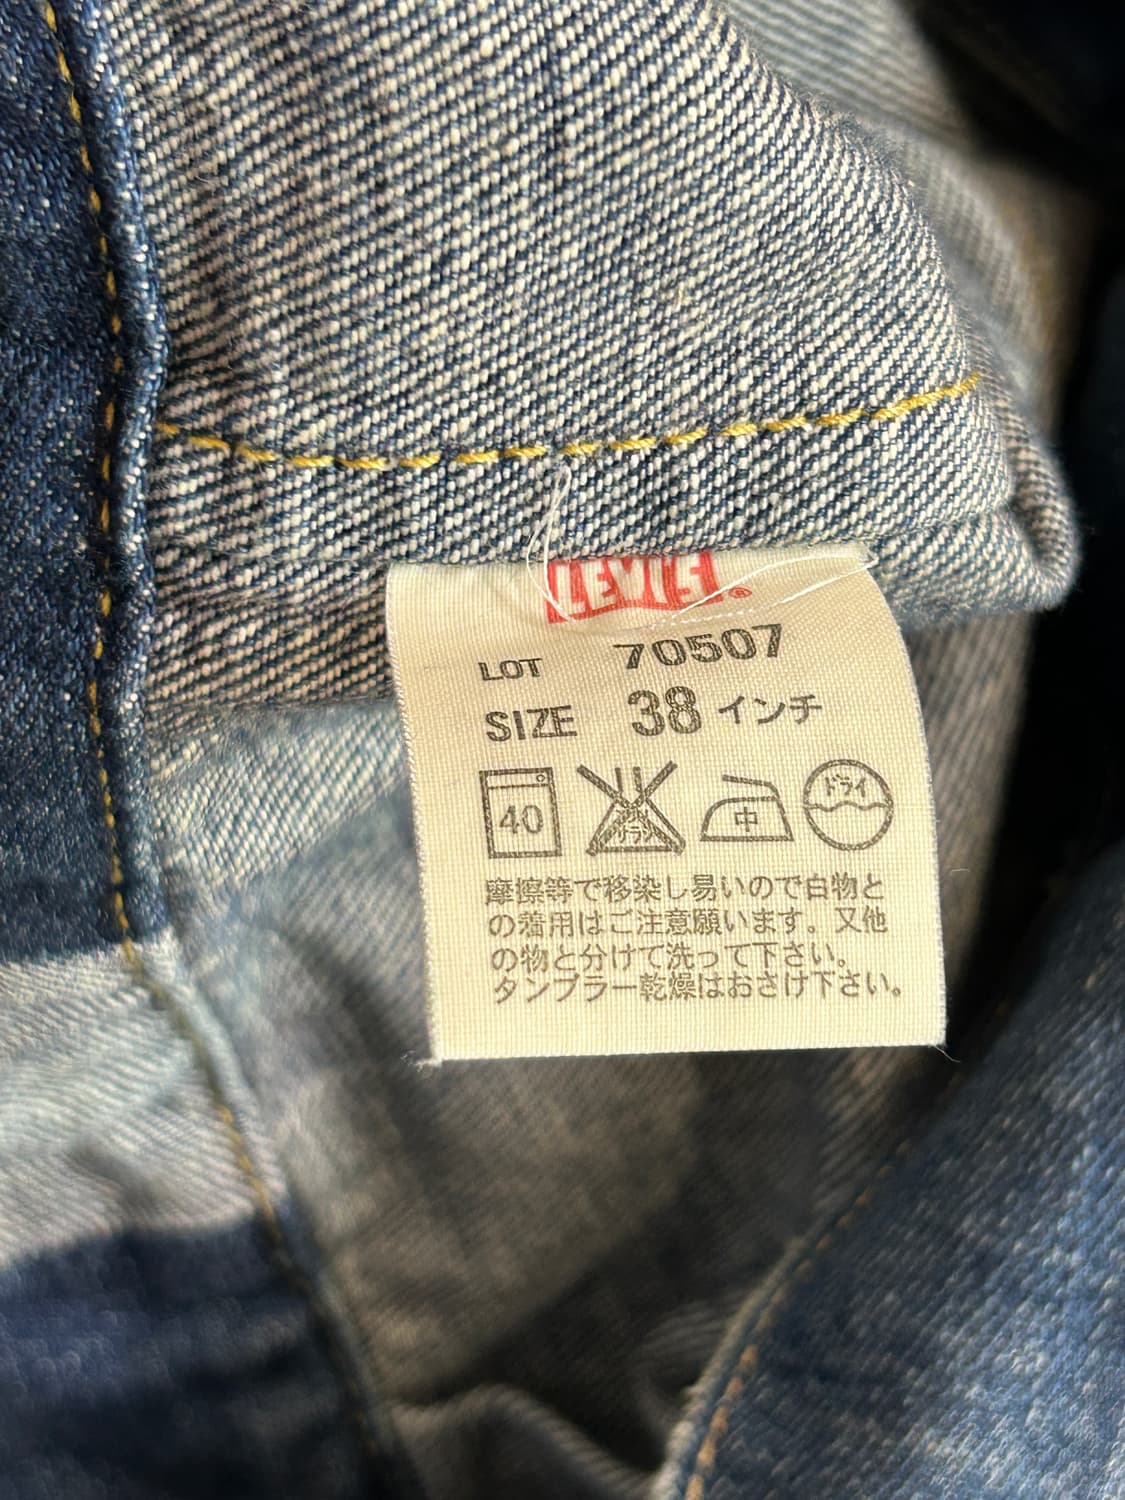 LEVI'S ®
LOT 70507
SIZE 38 インチ
40 中 ドライ
摩擦等で移染し易いので白物と
の着用はご注意願います。又他
の物と分けて洗って下さい。
タンブラー乾燥はおさけ下さい。